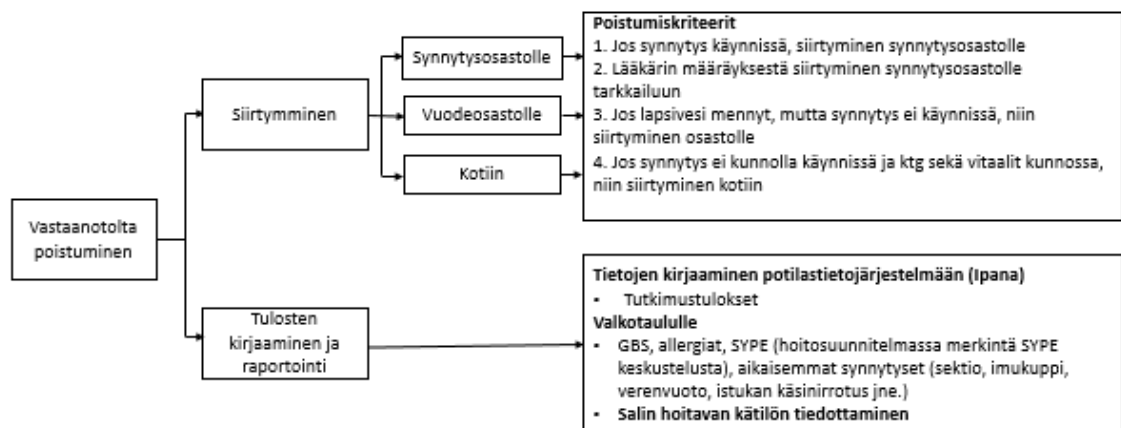 Vastaanotolta
poistuminen
Siirtymminen
Synnytysosastolle
Vuodeosastolle
Kotiin
Poistumiskriteerit
1. Jos synnytys käynnissä, siirtyminen synnytysosastolle
2. Lääkärin määräyksestä siirtyminen synnytysosastolle
tarkkailuun
3. Jos lapsivesi mennyt, mutta synnytys ei käynnissä, niin
siirtyminen osastolle
4. Jos synnytys ei kunnolla käynnissä ja ktg sekä vitaalit kunnossa,
niin siirtyminen kotiin
Tulosten
kirjaaminen ja
raportointi
Tietojen kirjaaminen potilastietojärjestelmään (Ipana)
• Tutkimustulokset
Valkotaululle
• GBS, allergiat, SYPE (hoitosuunnitelmassa merkintä SYPE
keskustelusta), aikaisemmat synnytyset (sektio, imukuppi,
verenvuoto, istukan käsinirrotus jne.)
• Salin hoitavan kätilön tiedottaminen